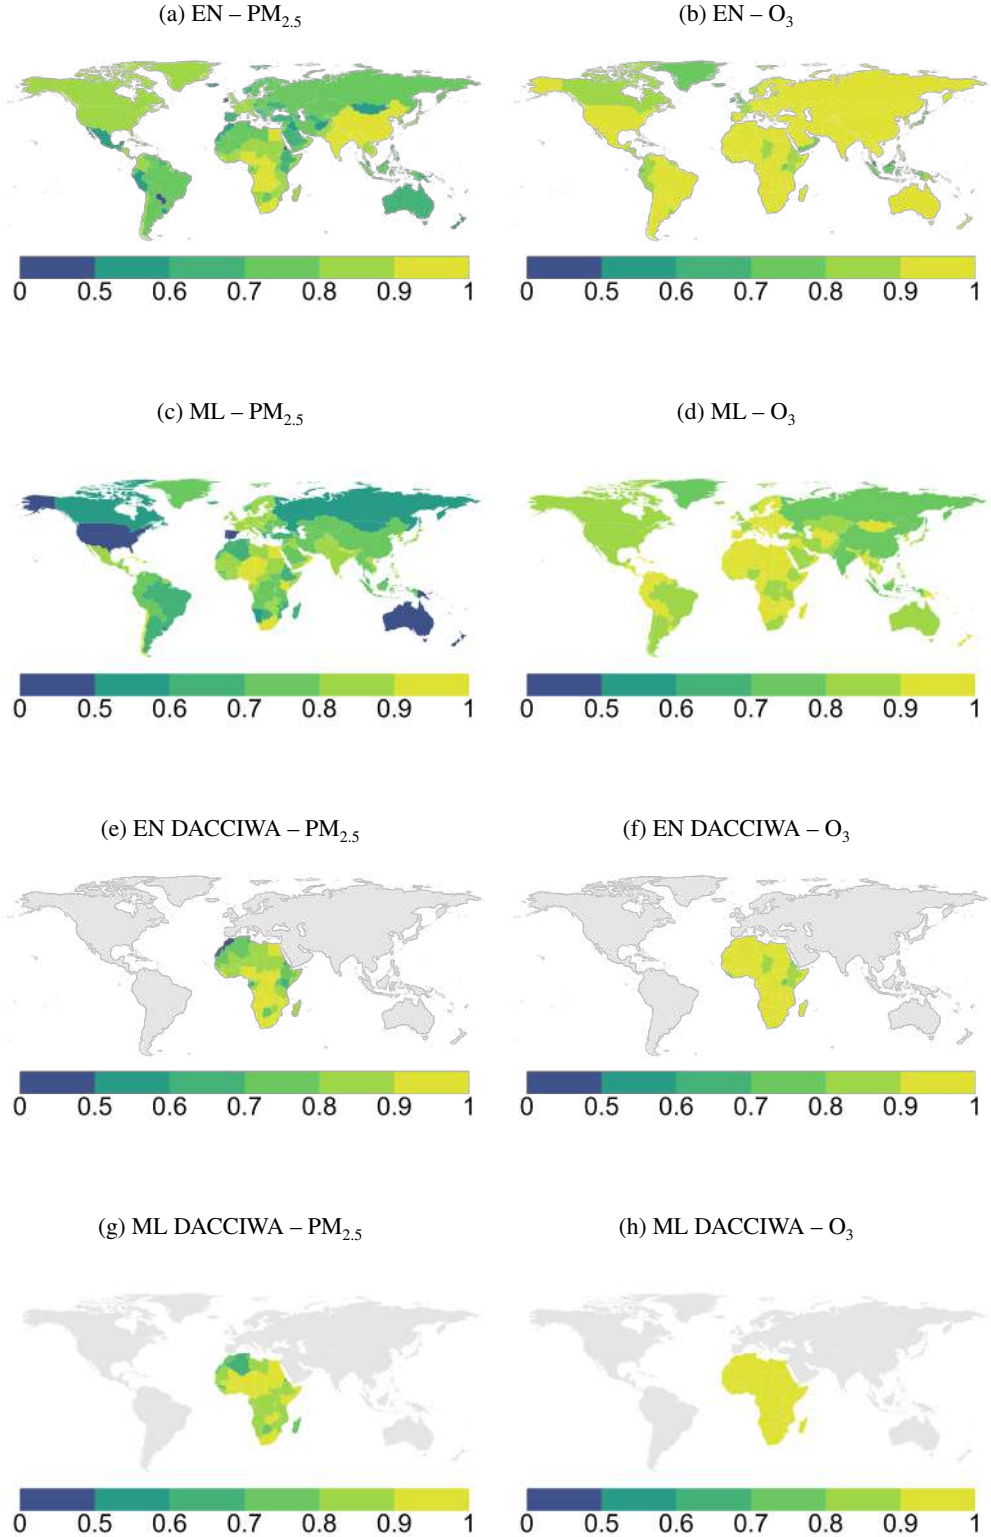 (a) EN – PM2.5
(b) EN – O3
0 0.5 0.6 0.7 0.8 0.9 1
0 0.5 0.6 0.7 0.8 0.9 1
(c) ML – PM2.5
(d) ML – O3
0 0.5 0.6 0.7 0.8 0.9 1
0 0.5 0.6 0.7 0.8 0.9 1
(e) EN DACCIWA – PM2.5
(f) EN DACCIWA – O3
0 0.5 0.6 0.7 0.8 0.9 1
0 0.5 0.6 0.7 0.8 0.9 1
(g) ML DACCIWA – PM2.5
(h) ML DACCIWA – O3
0 0.5 0.6 0.7 0.8 0.9 1
0 0.5 0.6 0.7 0.8 0.9 1